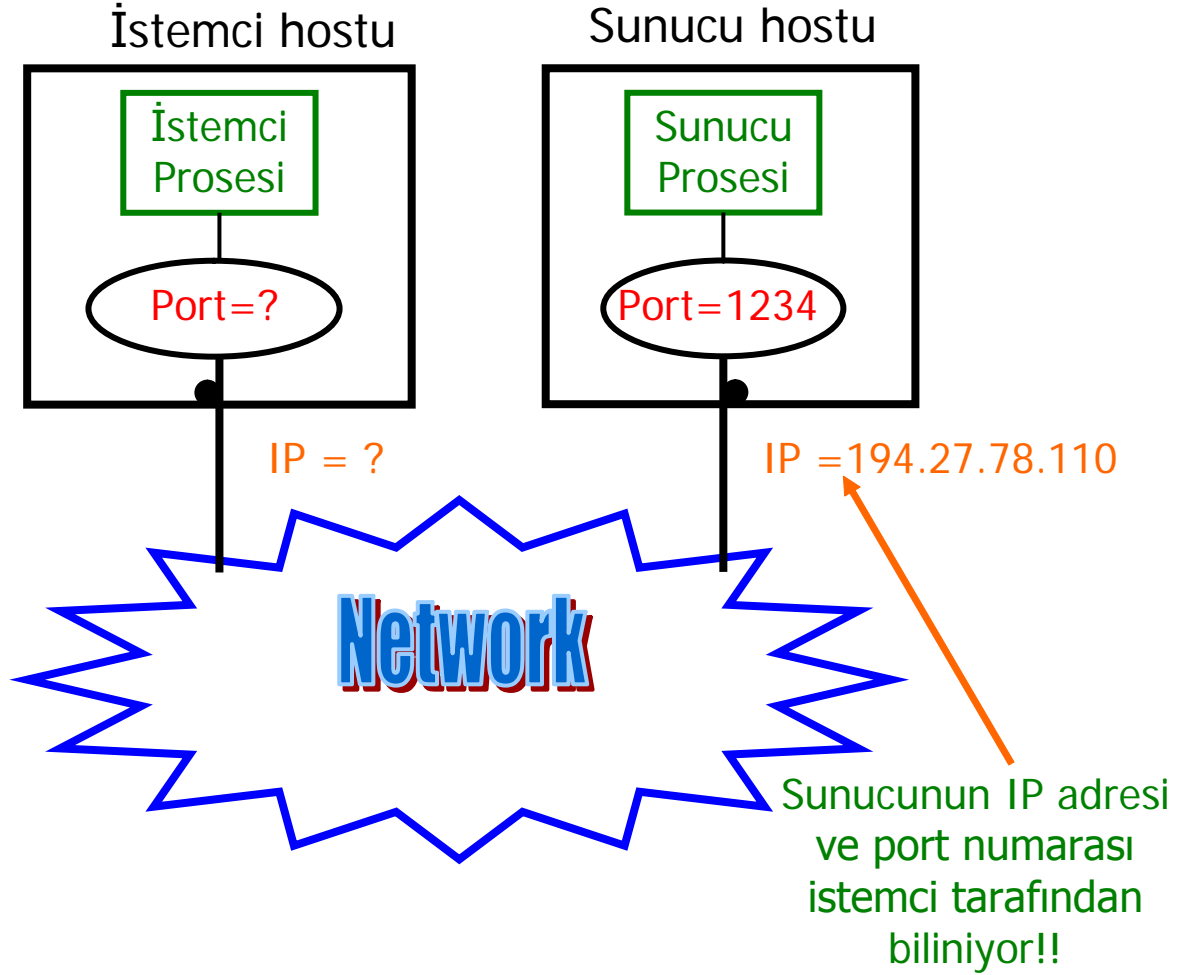 İstemci hostu
Sunucu hostu
İstemci
Prosesi
Sunucu
Prosesi
Port=?
Port=1234
IP = ?
IP =194.27.78.110
Network
Sunucunun IP adresi
ve port numarası
istemci tarafından
biliniyor!!